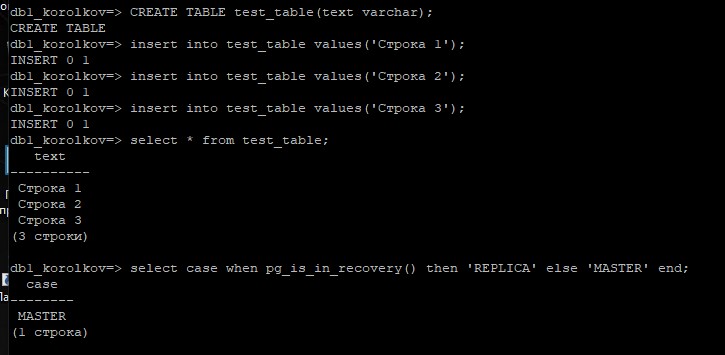 db1_korolkov=> CREATE TABLE test_table(text varchar);
CREATE TABLE
db1_korolkov=> insert into test_table values('Строка 1');
INSERT 0 1
db1_korolkov=> insert into test_table values('Строка 2');
INSERT 0 1
db1_korolkov=> insert into test_table values('Строка 3');
INSERT 0 1
db1_korolkov=> select * from test_table;
text
----------
Строка 1
Строка 2
Строка 3
(3 строки)
db1_korolkov=> select case when pg_is_in_recovery() then 'REPLICA' else 'MASTER' end;
case
--------
MASTER
(1 строка)